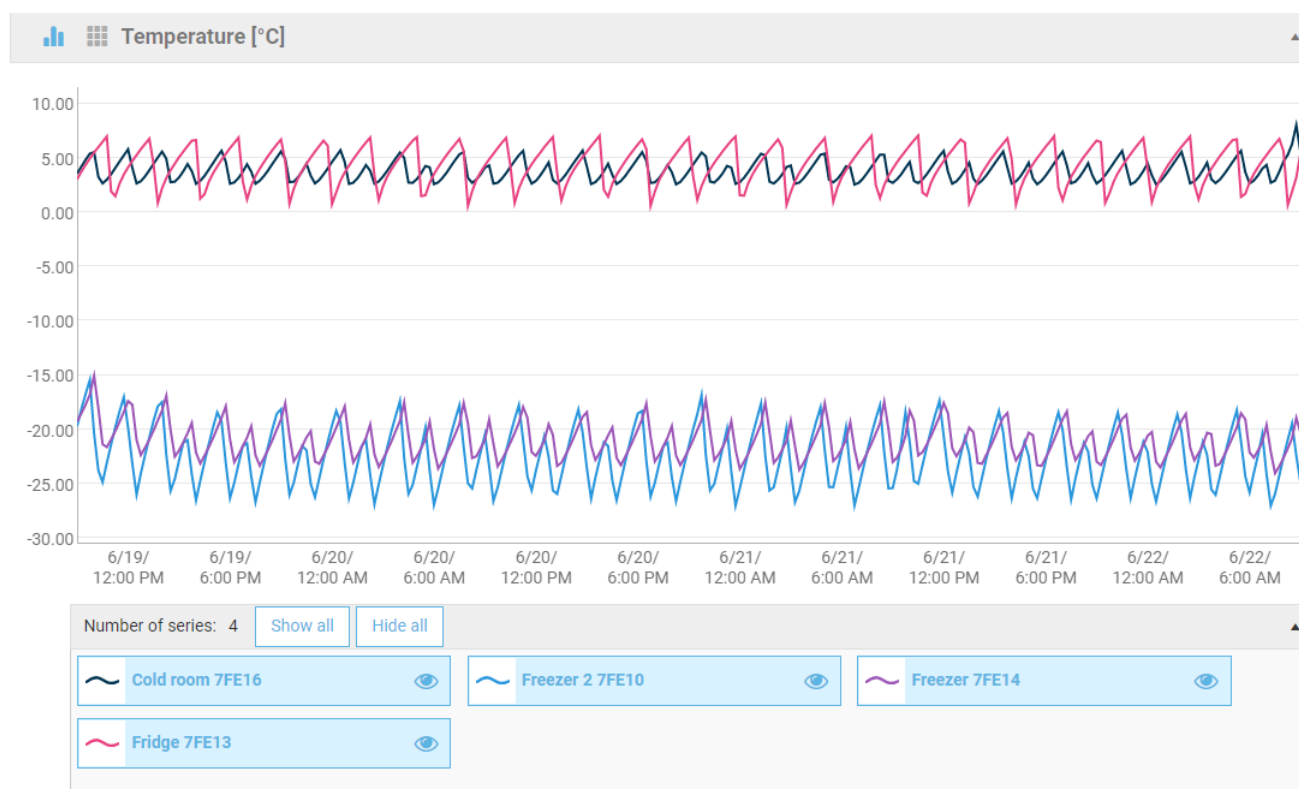 Temperature [°C]
10.00
5.00
0.00
-5.00
-10.00
-15.00
-20.00
-25.00
-30.00
6/19/ 6/19/ 6/20/ 6/20/ 6/20/ 6/20/ 6/21/ 6/21/ 6/21/ 6/21/ 6/22/ 6/22/
12:00 PM 6:00 PM 12:00 AM 6:00 AM 12:00 PM 6:00 PM 12:00 AM 6:00 AM 12:00 PM 6:00 PM 12:00 AM 6:00 AM
Number of series: 4 Show all Hide all
Cold room 7FE16 Freezer 2 7FE10 Freezer 7FE14
Fridge 7FE13